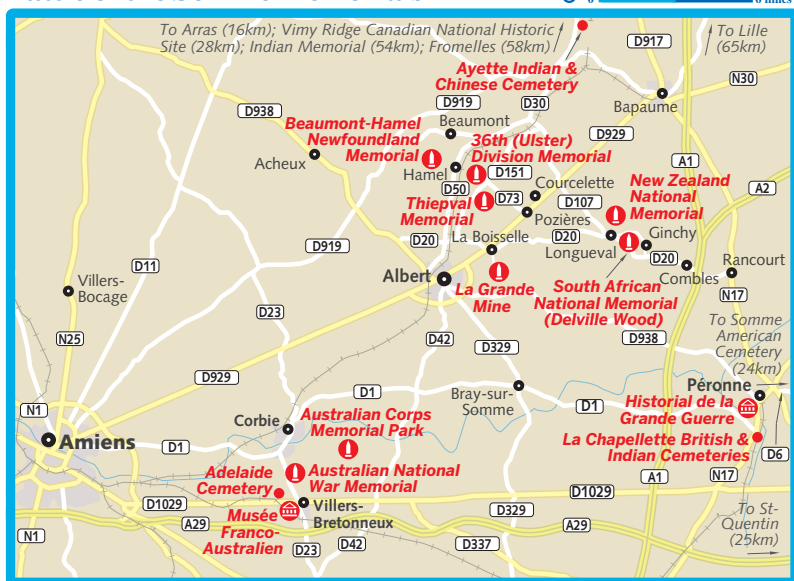 To Arras (16km); Vimy Ridge Canadian National Historic
Site (28km); Indian Memorial (54km); Fromelles (58km)
To Lille
(65km)
D917
N30
Ayette Indian &
Chinese Cemetery
D919
D30
Bapaume
D938
Beaumont-Hamel
Newfoundland
Memorial
Beaumont
36th (Ulster)
Division Memorial
D929
A1
Acheux
Hamel
D151
D50
Courcelette
New Zealand
National
Memorial
A2
Thiepval
Memorial
D73
D107
Pozières
D919
D20
La Boisselle
D20
Longueval
Ginchy
D20
Rancourt
D11
Albert
Combles
Villers-
Bocage
La Grande
Mine
South African
National Memorial
(Delville Wood)
N17
D23
To Somme
American
Cemetery
(24km)
N25
D42
D329
D938
D929
D1
Bray-sur-
Somme
D1
Péronne
Historial de la
Grande Guerre
N1
Corbie
Australian Corps
Memorial Park
Amiens
D1
La Chapellette British &
Indian Cemeteries
D6
Adelaide
Cemetery
Australian National
War Memorial
A1
N17
D1029
D1029
Villers-
Bretonneux
Musée
Franco-
Australien
D329
To St-
Quentin
(25km)
A29
A29
N1
D23
D42
D337